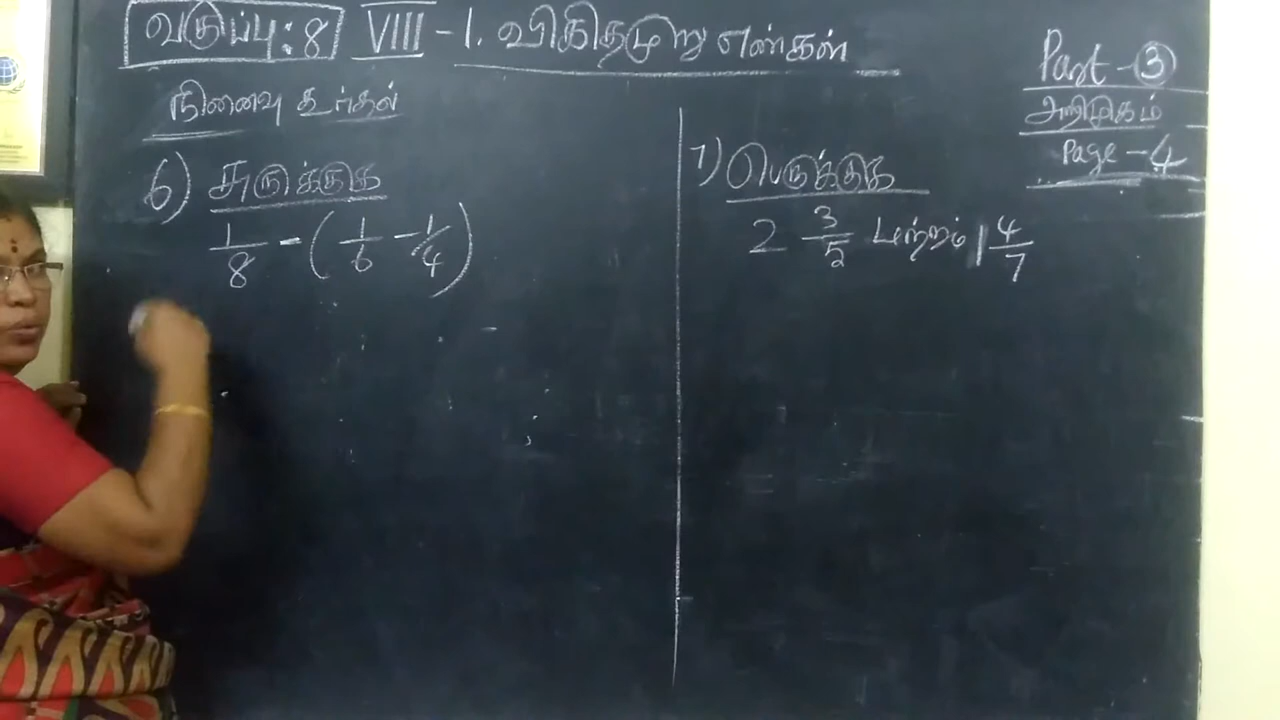 வகுப்பு: 8 VIII - 1. விகிதமுறு எண்கள்
Part - 3
அறிமுகம்
Page - 4
நினைவு கூர்தல்
6) சுருக்குக
1/8 - (1/6 - 1/4)
7) பெருக்குக
2 3/5 மற்றும் 1 4/7